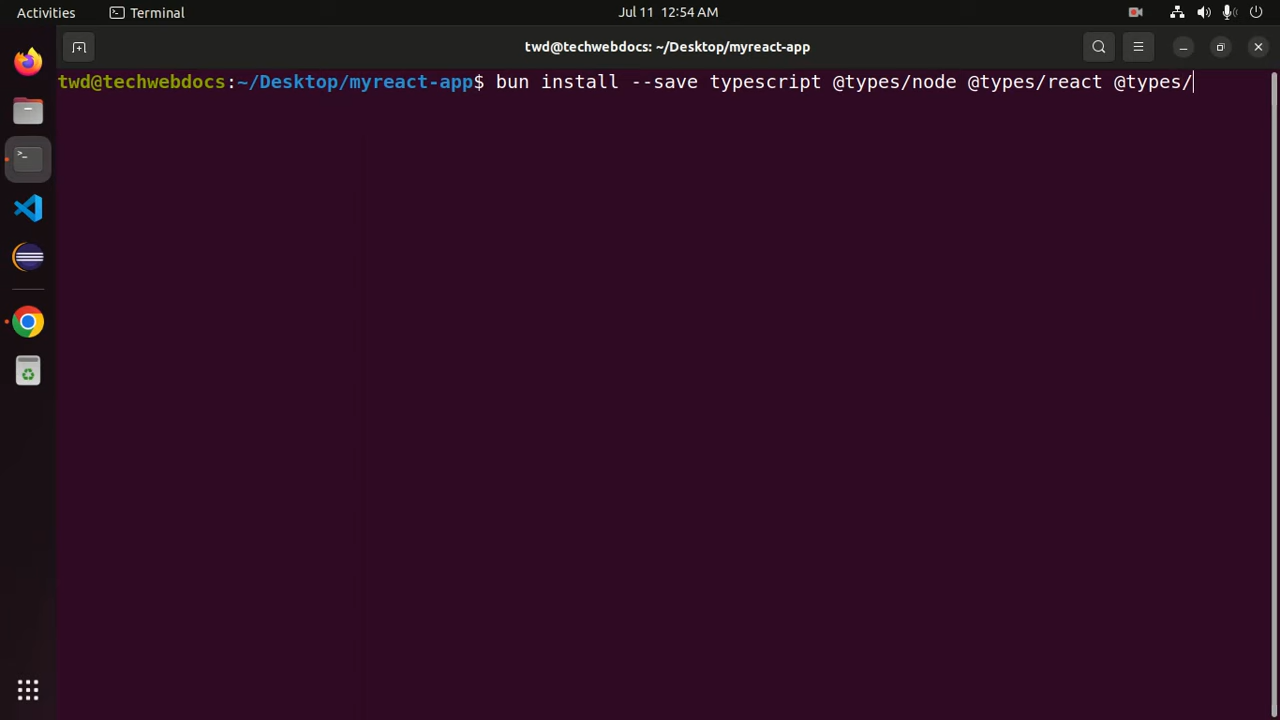 Activities Terminal Jul 11 12:54 AM
twd@techwebdocs: ~/Desktop/myreact-app
twd@techwebdocs:~/Desktop/myreact-app$ bun install --save typescript @types/node @types/react @types/